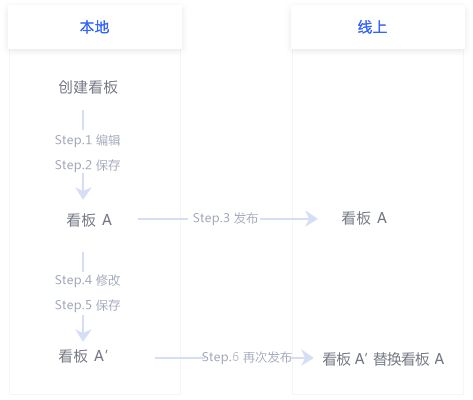 本地
线上
创建看板
Step.1 编辑
Step.2 保存
看板 A
Step.3 发布
看板 A
Step.4 修改
Step.5 保存
看板 A′
Step.6 再次发布
看板 A′ 替换看板 A